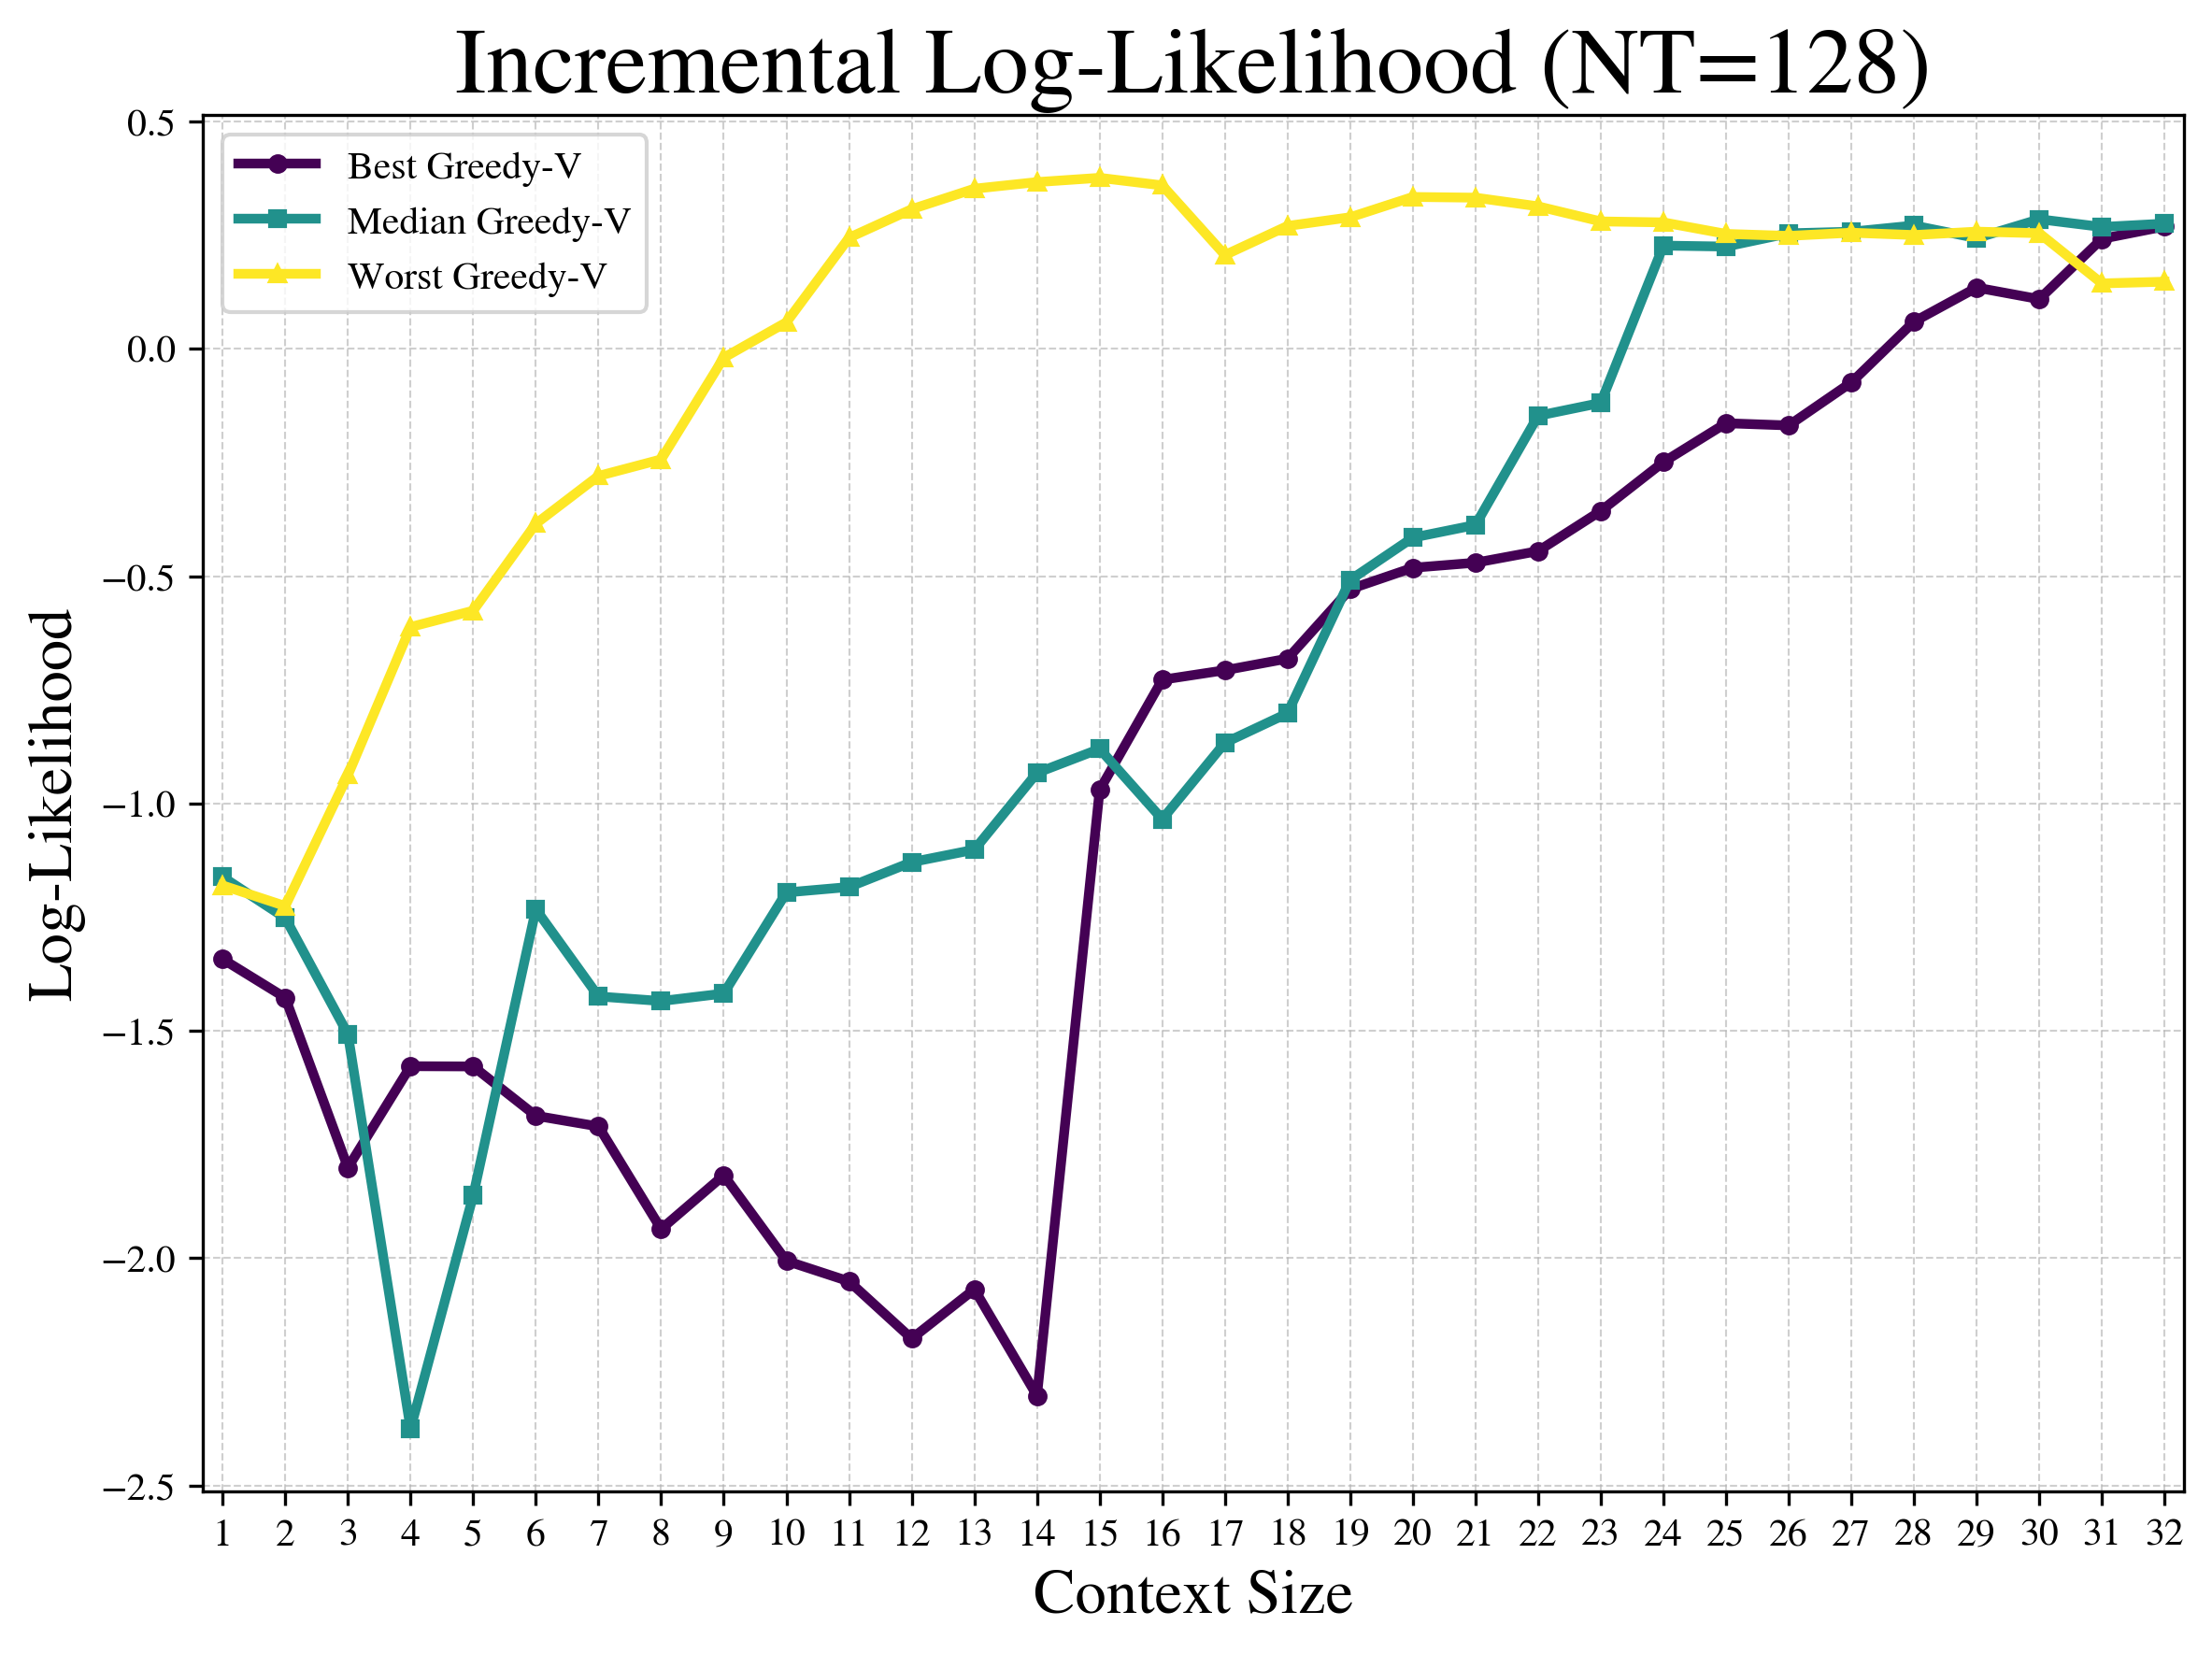 Incremental Log-Likelihood (NT=128)
Best Greedy-V
Median Greedy-V
Worst Greedy-V
Log-Likelihood
0.5
0.0
−0.5
−1.0
−1.5
−2.0
−2.5
1 2 3 4 5 6 7 8 9 10 11 12 13 14 15 16 17 18 19 20 21 22 23 24 25 26 27 28 29 30 31 32
Context Size